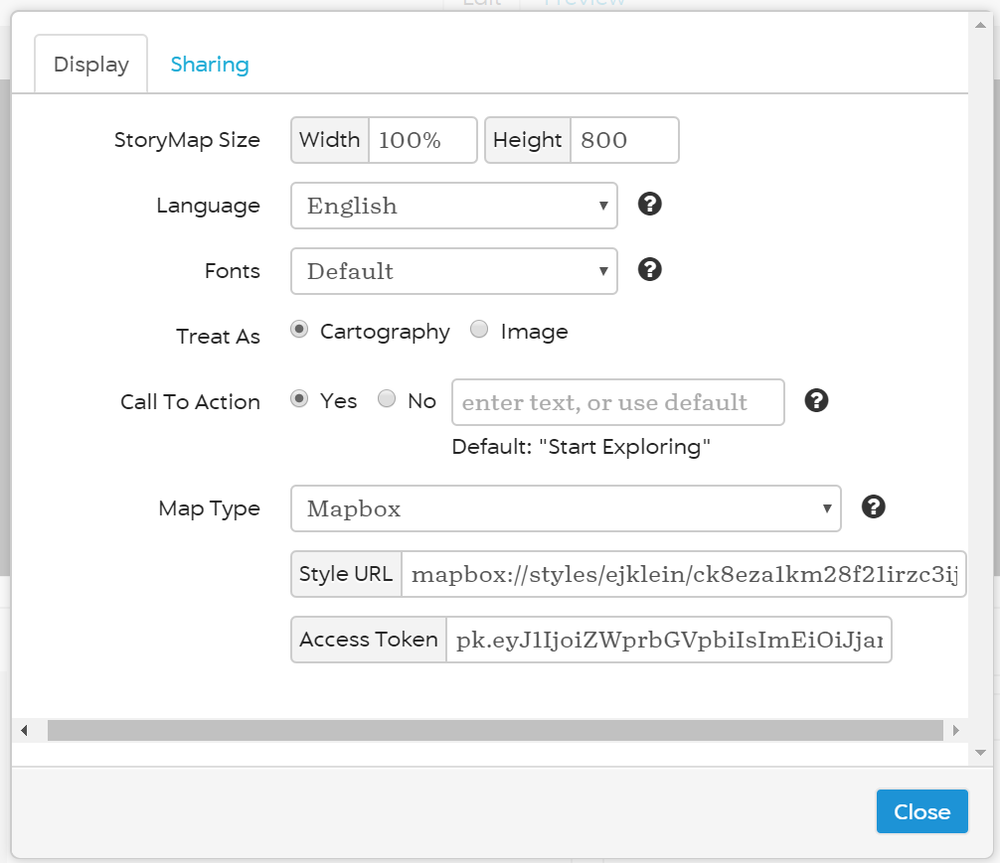 Edit Preview
Display Sharing
StoryMap Size Width 100% Height 800
Language English
Fonts Default
Treat As Cartography Image
Call To Action Yes No enter text, or use default
Default: "Start Exploring"
Map Type Mapbox
Style URL mapbox://styles/ejklein/ck8eza1km28f21irzc3ij
Access Token pk.eyJ1IjoiZWprbGVpbiIsImEiOiJjar
Close